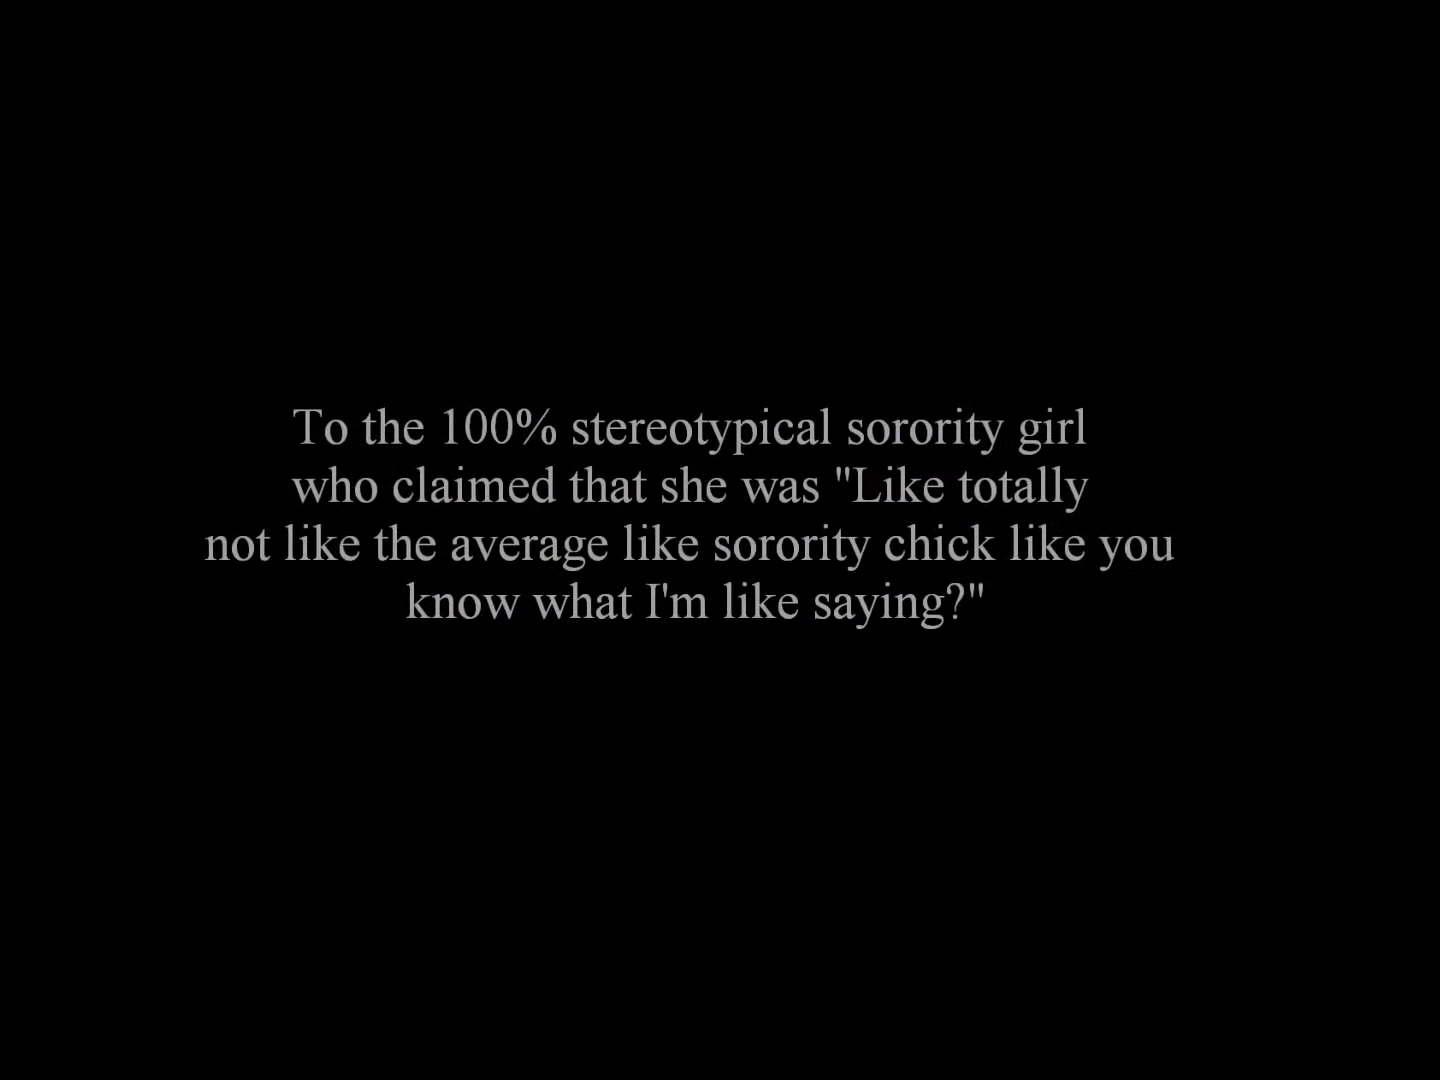 To the 100% stereotypical sorority girl
who claimed that she was "Like totally
not like the average like sorority chick like you
know what I'm like saying?"